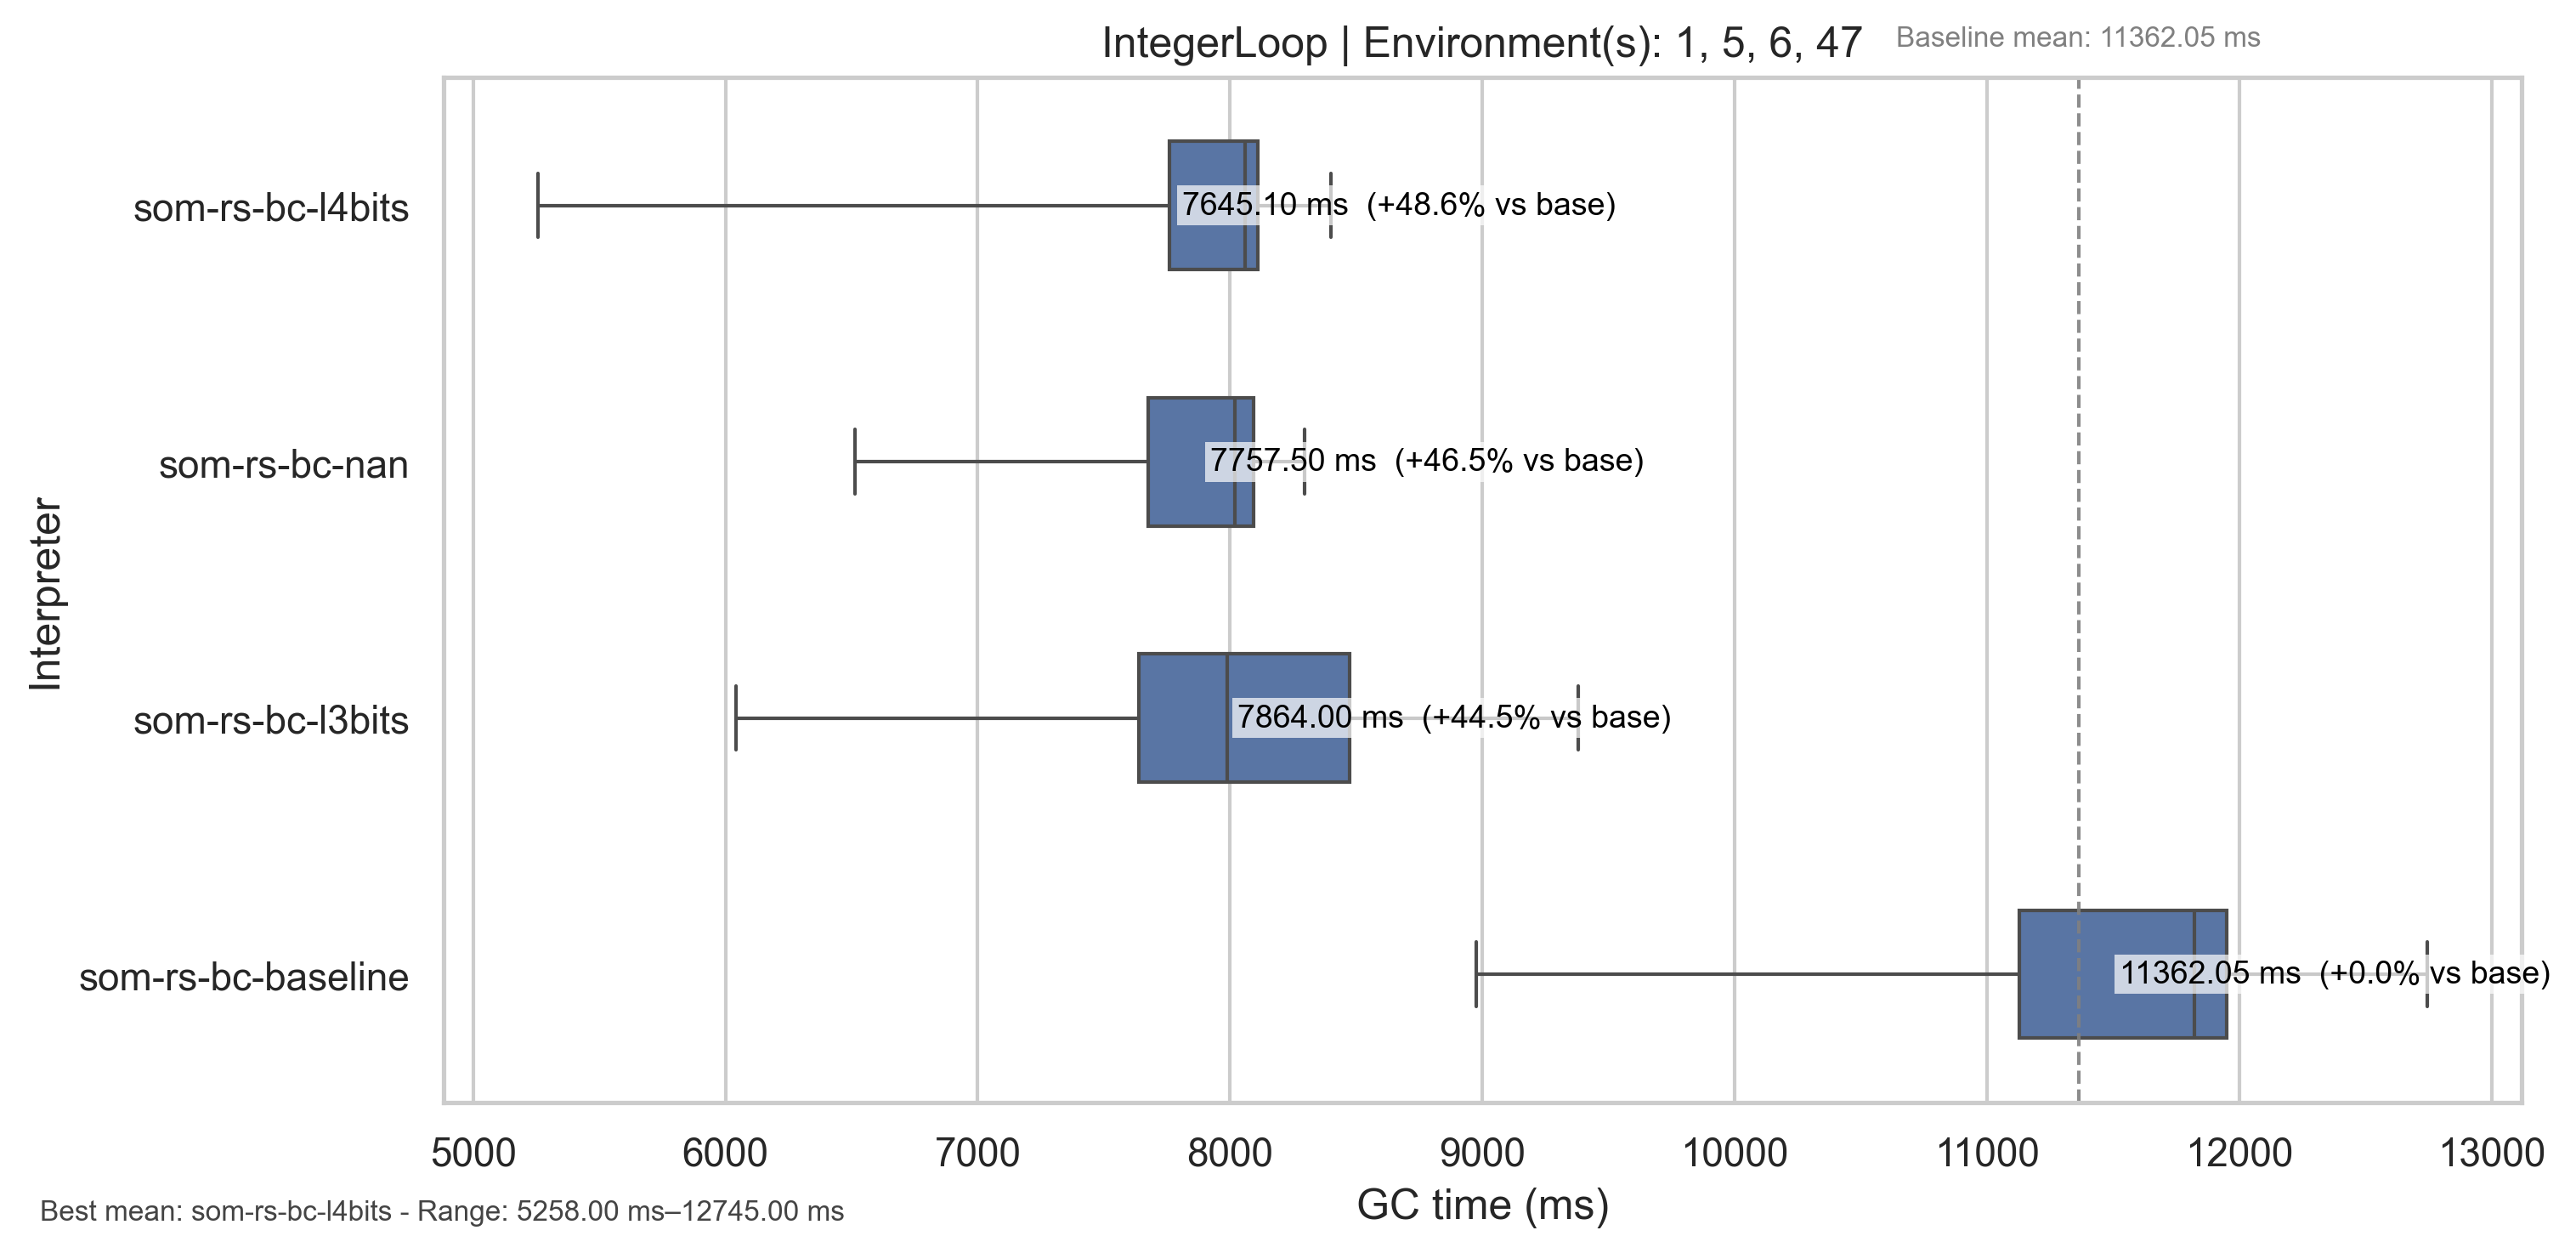 IntegerLoop | Environment(s): 1, 5, 6, 47
Baseline mean: 11362.05 ms
Interpreter
som-rs-bc-l4bits
7645.10 ms  (+48.6% vs base)
som-rs-bc-nan
7757.50 ms  (+46.5% vs base)
som-rs-bc-l3bits
7864.00 ms  (+44.5% vs base)
som-rs-bc-baseline
11362.05 ms  (+0.0% vs base)
5000 6000 7000 8000 9000 10000 11000 12000 13000
GC time (ms)
Best mean: som-rs-bc-l4bits - Range: 5258.00 ms–12745.00 ms